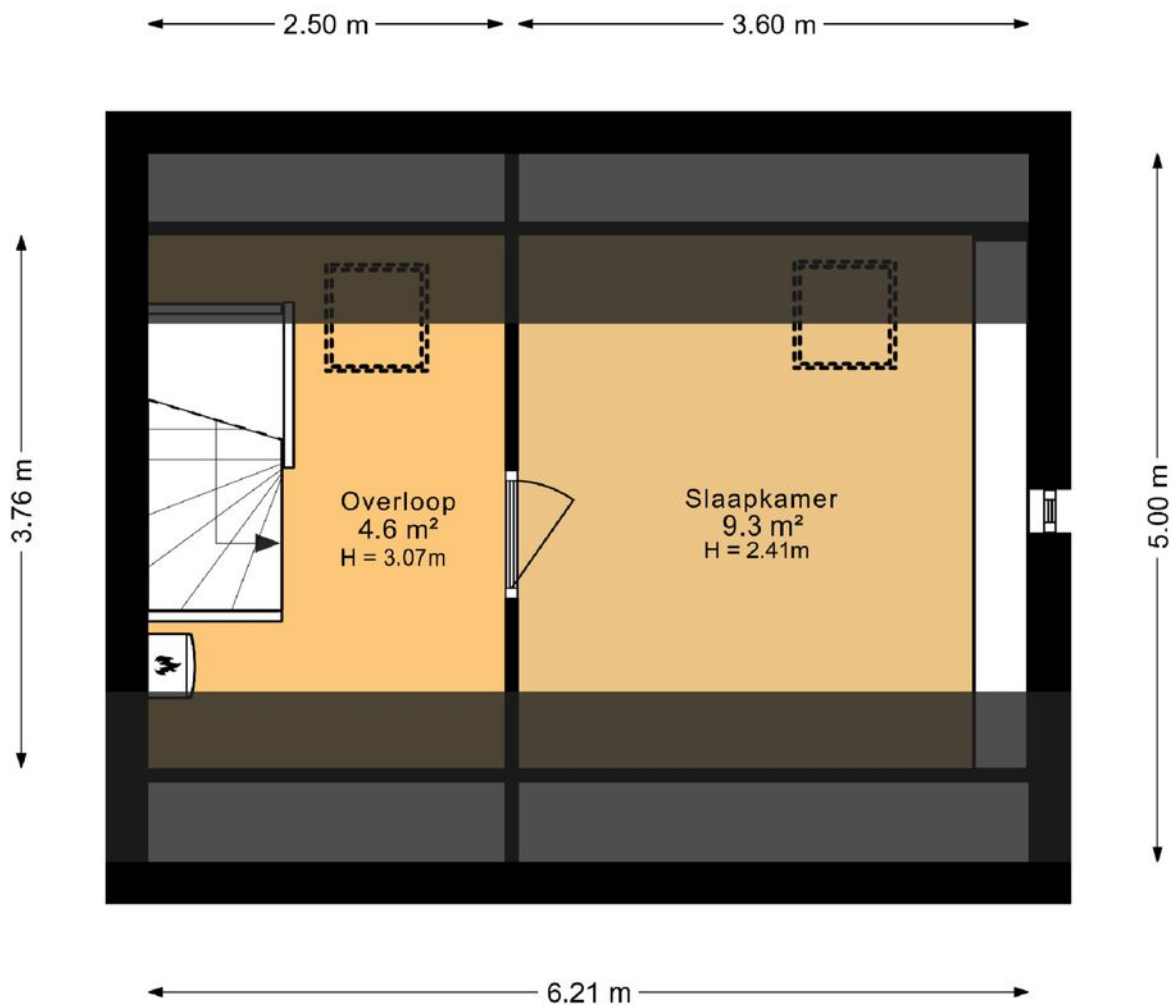 2.50 m
3.60 m
3.76 m
5.00 m
Overloop
4.6 m²
H = 3.07m
Slaapkamer
9.3 m²
H = 2.41m
6.21 m